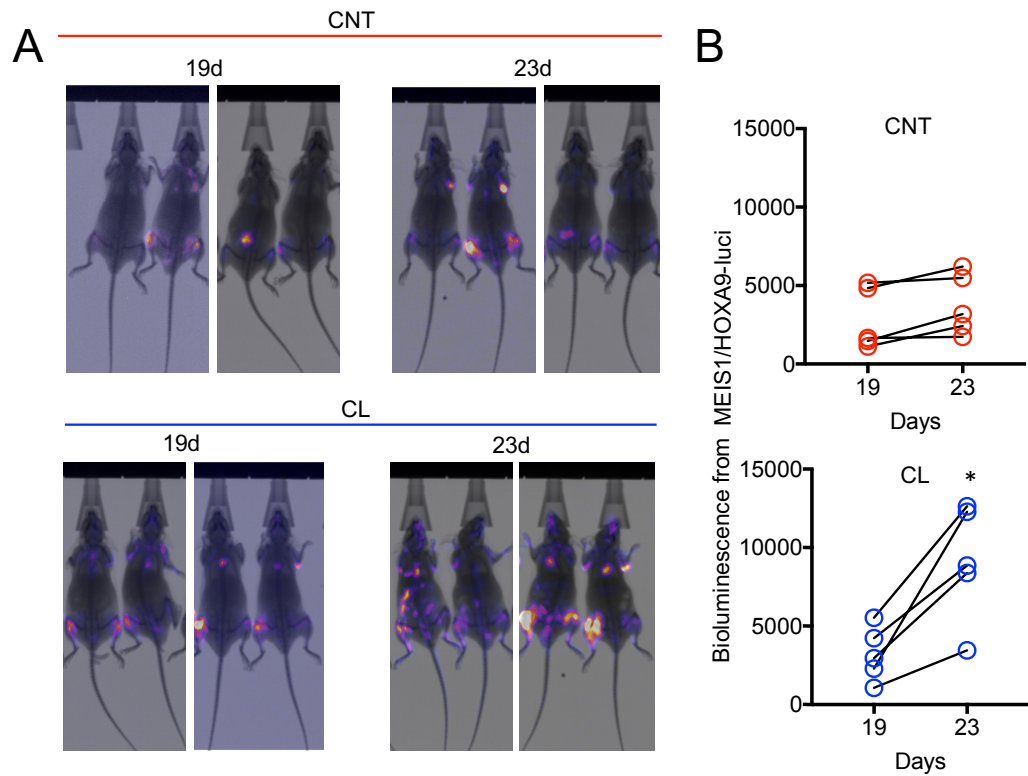 A
CNT
19d
23d
CL
19d
23d
B
Bioluminescence from MEIS1/HOXA9-luci
CNT
15000
10000
5000
0
19
23
Days
CL
*
15000
10000
5000
0
19
23
Days